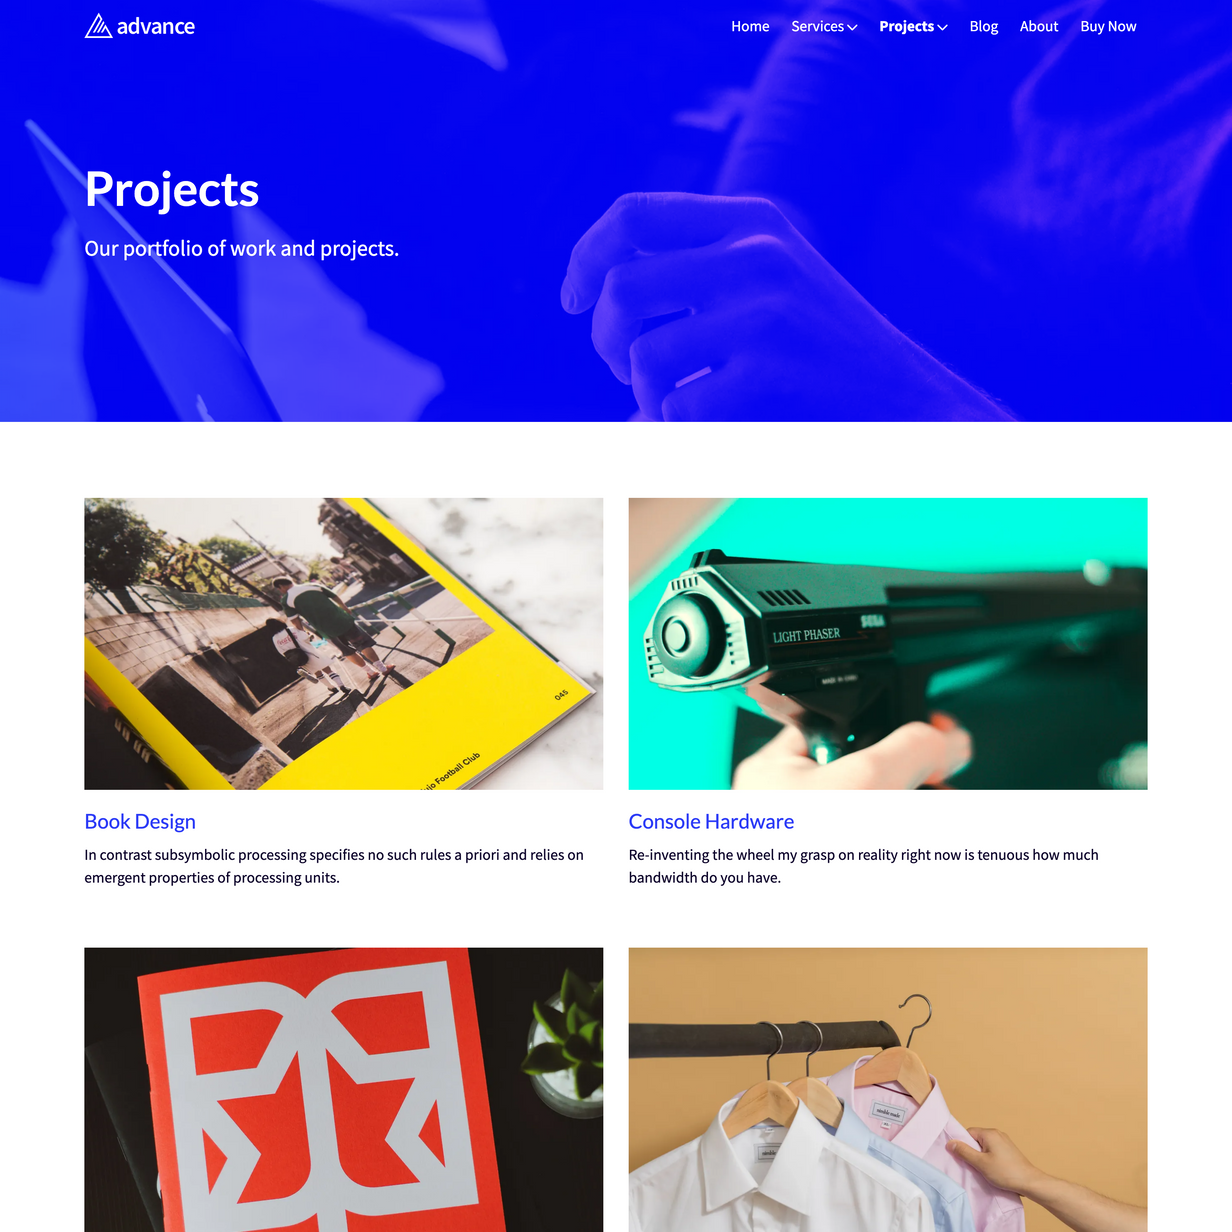 advance
Home Services Projects Blog About Buy Now
Projects
Our portfolio of work and projects.
045
Football Club
LIGHT PHASER
SEGA
Book Design
Console Hardware
In contrast subsymbolic processing specifies no such rules a priori and relies on
emergent properties of processing units.
Re-inventing the wheel my grasp on reality right now is tenuous how much
bandwidth do you have.